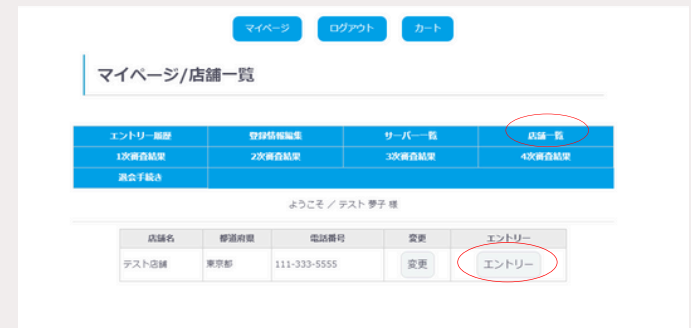 マイページ ログアウト カート
マイページ/店舗一覧
エントリー履歴 登録情報編集 サーバー一覧 店舗一覧
1次審査結果 2次審査結果 3次審査結果 4次審査結果
退会手続き
ようこそ ／ テスト 夢子 様
店舗名 都道府県 電話番号 変更 エントリー
テスト店舗 東京都 111-333-5555 変更 エントリー